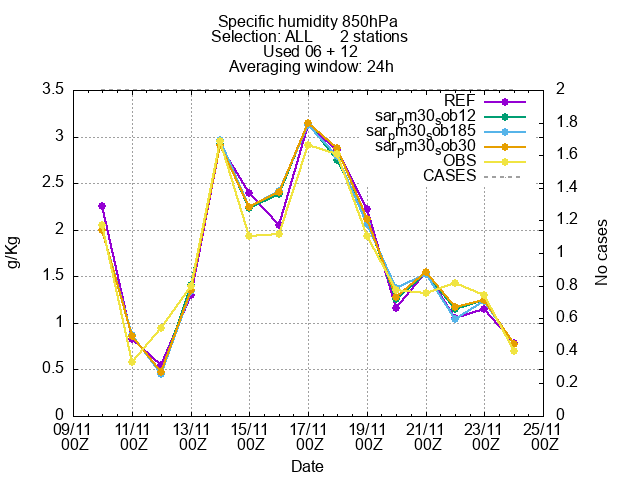 Specific humidity 850hPa
Selection: ALL 2 stations
Used 06 + 12
Averaging window: 24h
3.5
3
2.5
2
1.5
1
0.5
0
g/Kg
2
1.8
1.6
1.4
1.2
1
0.8
0.6
0.4
0.2
0
No cases
REF
sar_pm30_sob12
sar_pm30_sob185
sar_pm30_sob30
OBS
CASES
09/11 11/11 13/11 15/11 17/11 19/11 21/11 23/11 25/11
00Z 00Z 00Z 00Z 00Z 00Z 00Z 00Z 00Z
Date